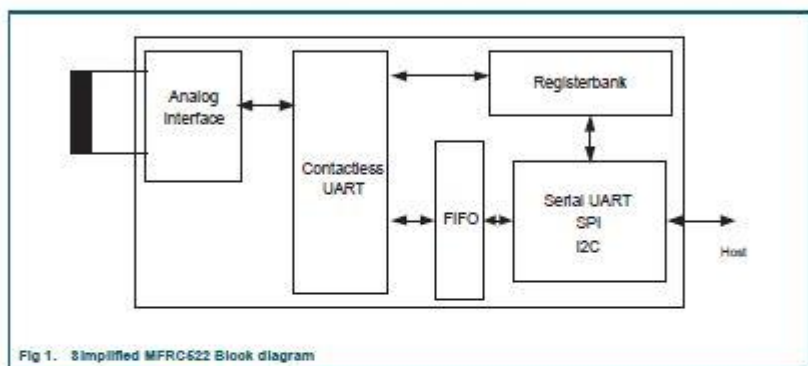 Analog
Interface
Contactless
UART
Registerbank
FIFO
Serial UART
SPI
I2C
Host
Fig 1. Simplified MFRC522 Block diagram